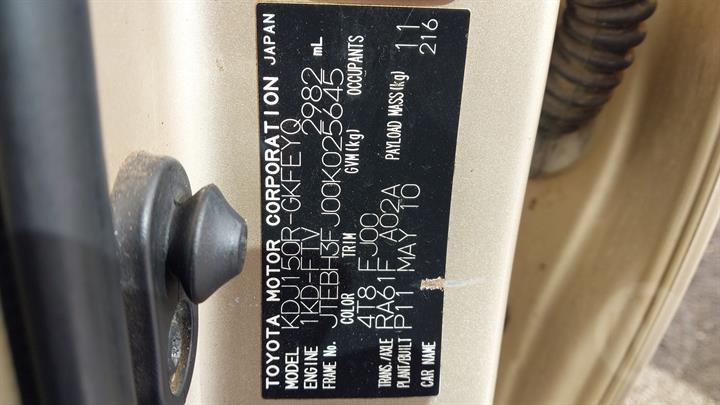 TOYOTA MOTOR CORPORATION JAPAN
MODEL KDJ150R-GKFEYQ
ENGINE 1KD-FTV 2982 mL
FRAME No. JTEBH3FJ00K025645
COLOR TRIM GVM(kg) OCCUPANTS
4T8 FJ00
TRANS./AXLE RA61F A02A PAYLOAD MASS(kg)
PLANT/BUILT P11 MAY 10 11
CAR NAME 216